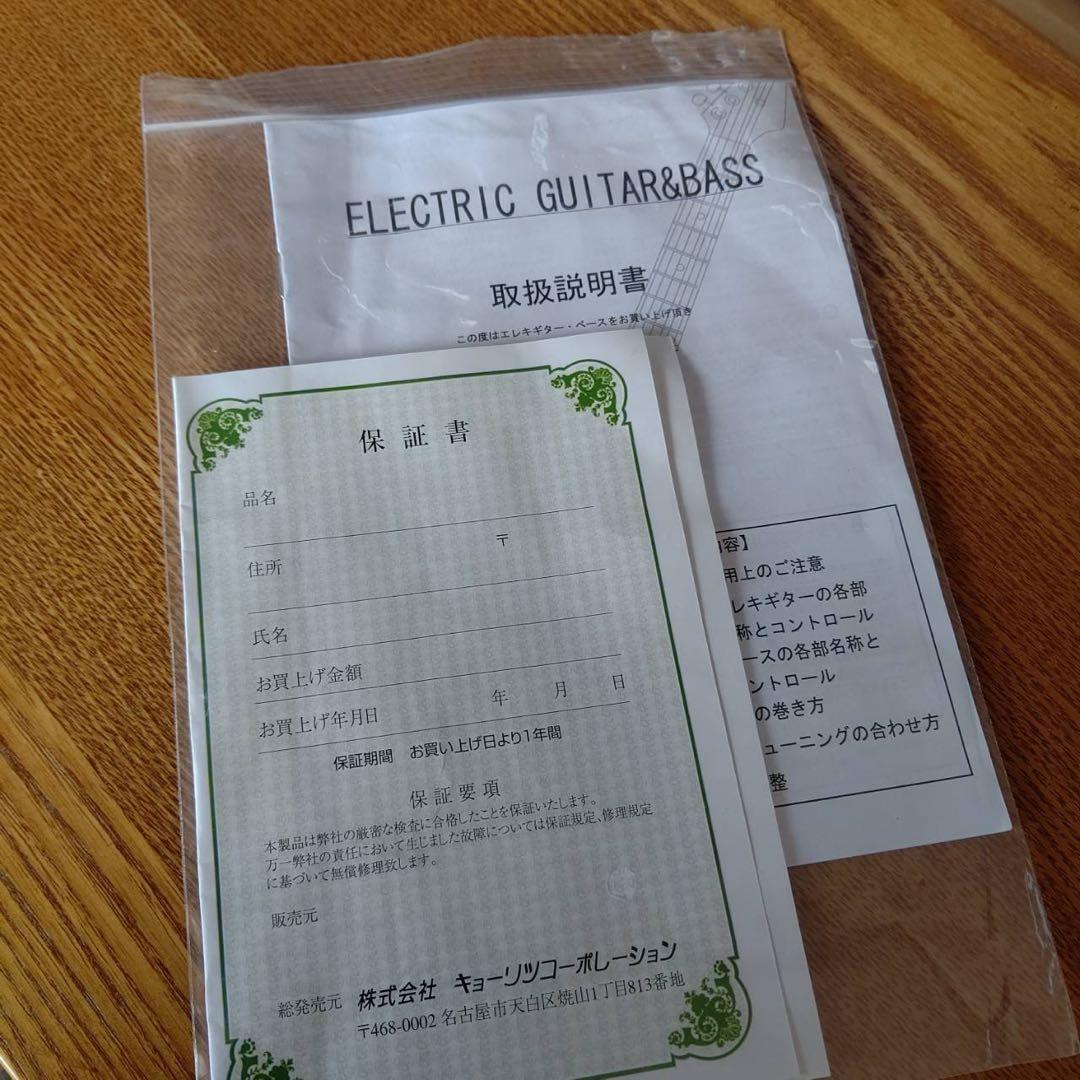 ELECTRIC GUITAR&BASS
取扱説明書
この度はエレキギター・ベースをお買い上げ頂き
容】
用上のご注意
レキギターの各部
称とコントロール
ースの各部名称と
ントロール
の巻き方
ューニングの合わせ方
整
保証書
品名
〒
住所
氏名
お買上げ金額
お買上げ年月日 年 月 日
保証期間 お買い上げ日より1年間
保証要項
本製品は弊社の厳密な検査に合格したことを保証いたします。
万一弊社の責任において生じました故障については保証規定、修理規定
に基づいて無償修理致します。
販売元
総発売元 株式会社 キョーリツコーポレーション
〒468-0002 名古屋市天白区焼山1丁目813番地